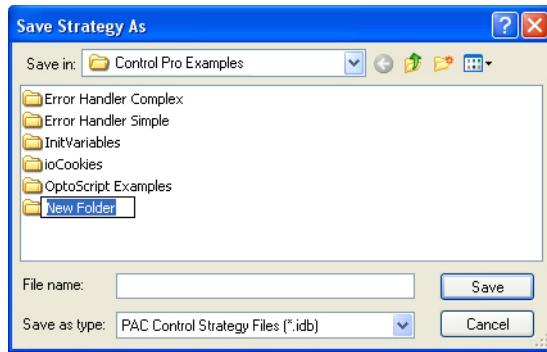 Save Strategy As
Save in: Control Pro Examples
Error Handler Complex
Error Handler Simple
InitVariables
ioCookies
OptoScript Examples
New Folder
File name: Save
Save as type: PAC Control Strategy Files (*.idb) Cancel